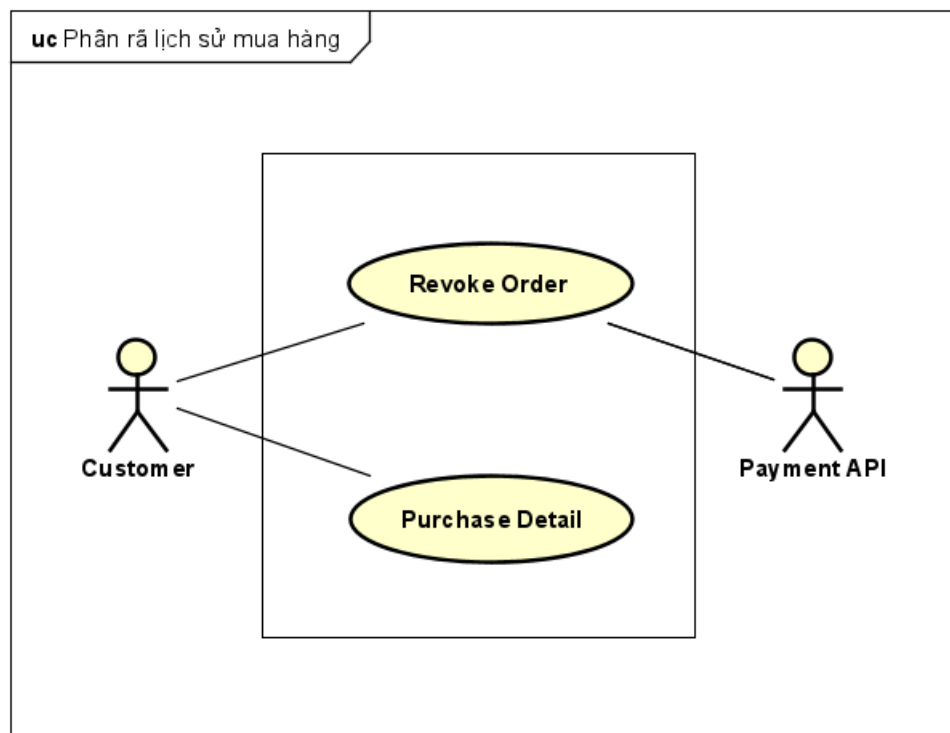 uc Phân rã lịch sử mua hàng
Revoke Order
Customer
Payment API
Purchase Detail